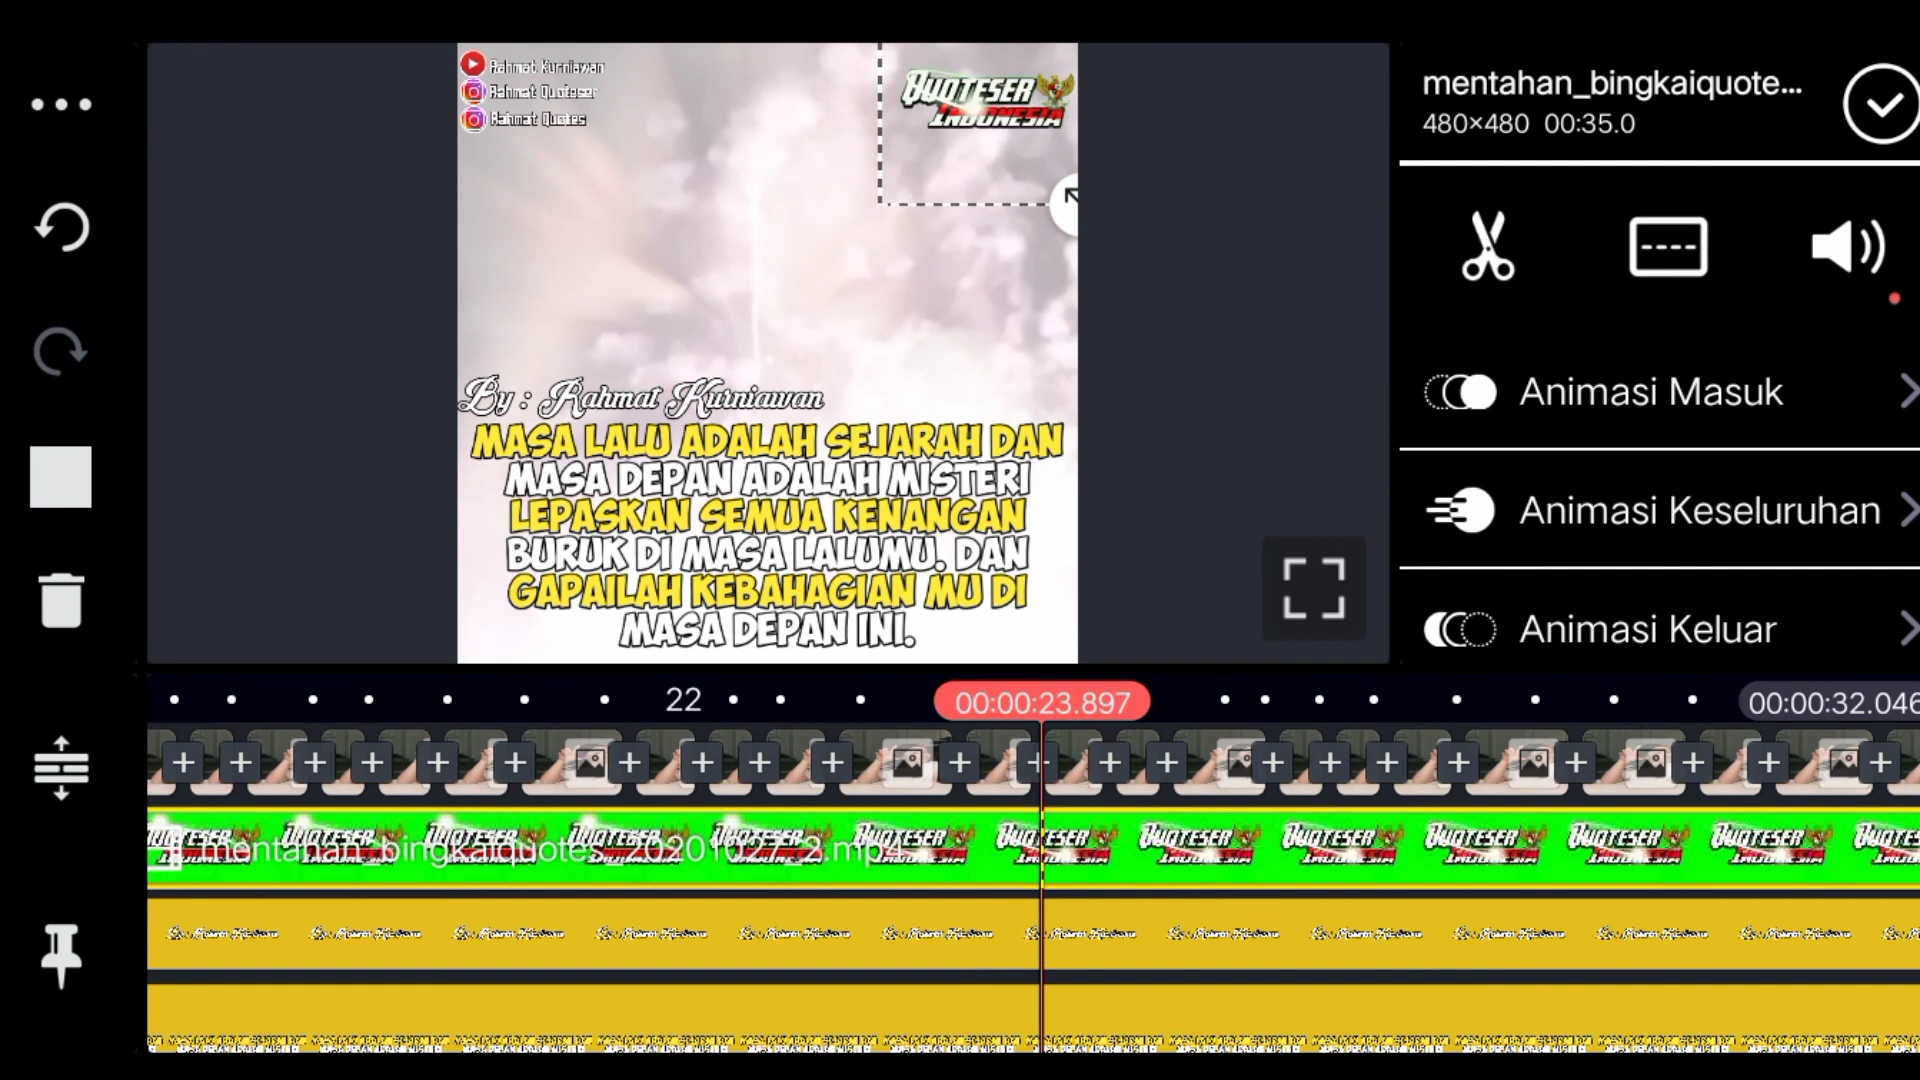 Rahmat Kurniawan
Rahmat Quoteser
Rahmat Quotes
QUOTESER
INDONESIA
By : Rahmat Kurniawan
MASA LALU ADALAH SEJARAH DAN
MASA DEPAN ADALAH MISTERI
LEPASKAN SEMUA KENANGAN
BURUK DI MASA LALUMU. DAN
GAPAILAH KEBAHAGIAN MU DI
MASA DEPAN INI.
mentahan_bingkaiquote...
480×480 00:35.0
Animasi Masuk
Animasi Keseluruhan
Animasi Keluar
22
00:00:23.897
00:00:32.046
mentahan_bingkaiquotes_20201027_2.mp4